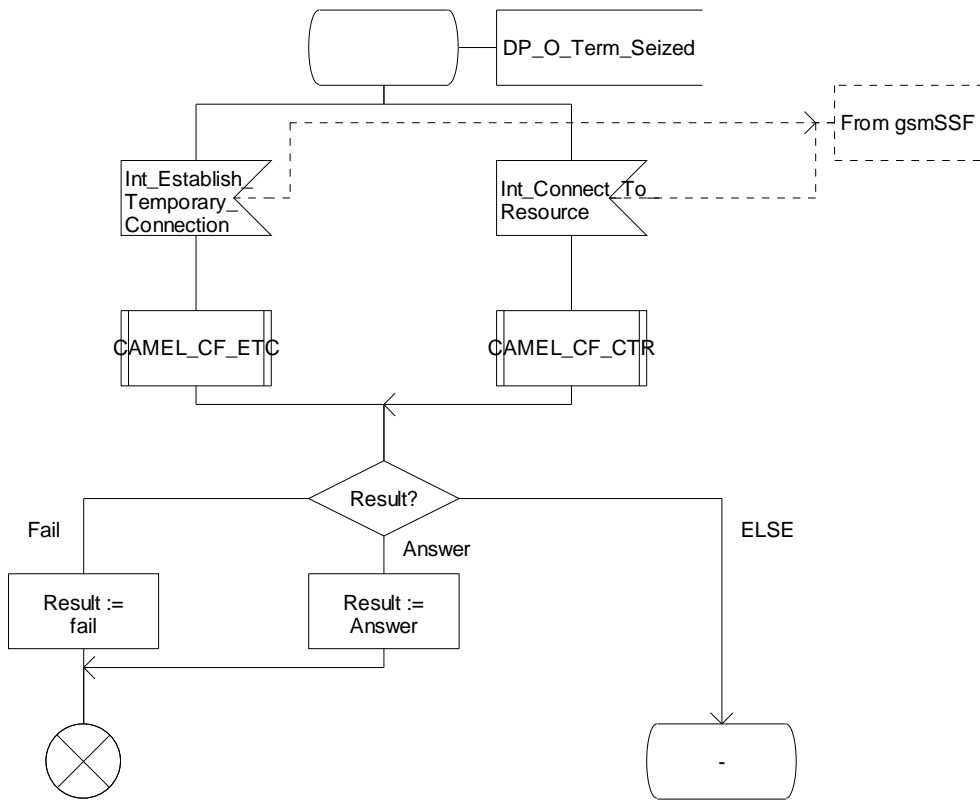 DP_O_Term_Seized
From gsmSSF
Int_Establish_
Temporary_
Connection
Int_Connect_To_
Resource
CAMEL_CF_ETC
CAMEL_CF_CTR
Result?
Fail
Answer
ELSE
Result :=
fail
Result :=
Answer
-